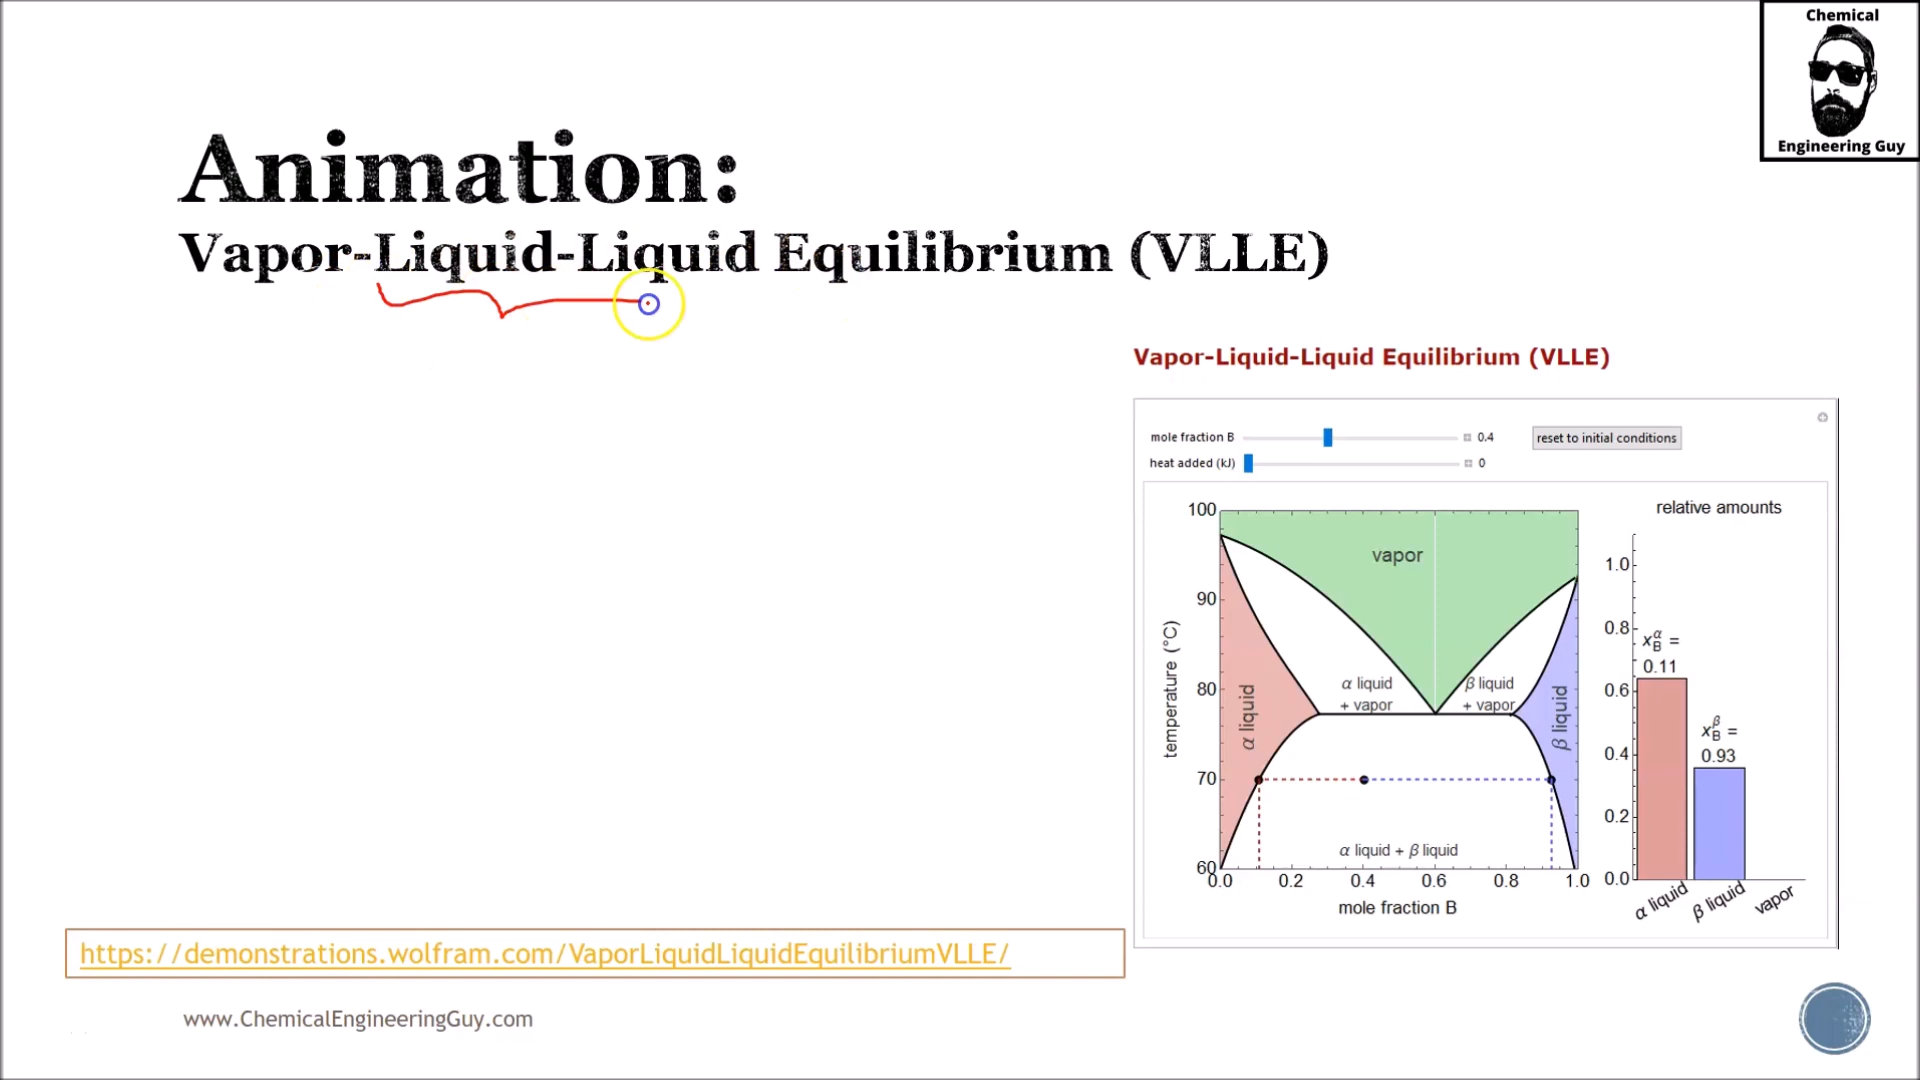 Chemical
Engineering Guy
Animation:
Vapor-Liquid-Liquid Equilibrium (VLLE)
Vapor-Liquid-Liquid Equilibrium (VLLE)
mole fraction B 0.4 reset to initial conditions
heat added (kJ) 0
relative amounts
100
90
80
70
60
temperature (°C)
vapor
α liquid
+ vapor
β liquid
+ vapor
α liquid
β liquid
α liquid + β liquid
0.0 0.2 0.4 0.6 0.8 1.0
mole fraction B
1.0
0.8
0.6
0.4
0.2
0.0
x_B^α =
0.11
x_B^β =
0.93
α liquid
β liquid
vapor
https://demonstrations.wolfram.com/VaporLiquidLiquidEquilibriumVLLE/
www.ChemicalEngineeringGuy.com